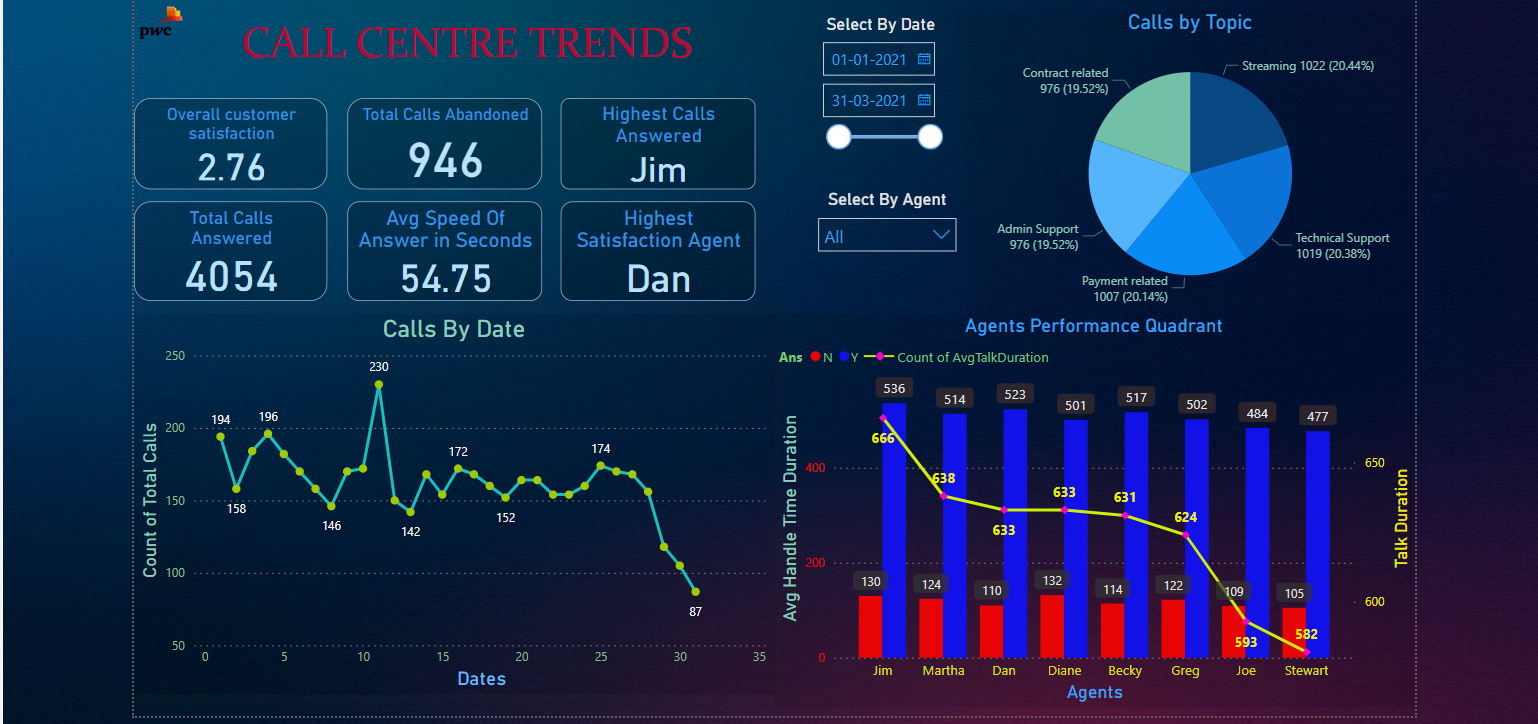 pwc
CALL CENTRE TRENDS
Overall customer
satisfaction
2.76
Total Calls Abandoned
946
Highest Calls
Answered
Jim
Total Calls
Answered
4054
Avg Speed Of
Answer in Seconds
54.75
Highest
Satisfaction Agent
Dan
Select By Date
01-01-2021
31-03-2021
Select By Agent
All
Calls by Topic
Streaming 1022 (20.44%)
Technical Support
1019 (20.38%)
Payment related
1007 (20.14%)
Admin Support
976 (19.52%)
Contract related
976 (19.52%)
Calls By Date
Count of Total Calls
250
200
150
100
50
194
158
196
146
230
142
172
152
174
87
0 5 10 15 20 25 30 35
Dates
Agents Performance Quadrant
Ans N Y Count of AvgTalkDuration
Avg Handle Time Duration
400
200
0
536 514 523 501 517 502 484 477
666 638 633 633 631 624 593 582
130 124 110 132 114 122 109 105
650
600
Talk Duration
Jim Martha Dan Diane Becky Greg Joe Stewart
Agents